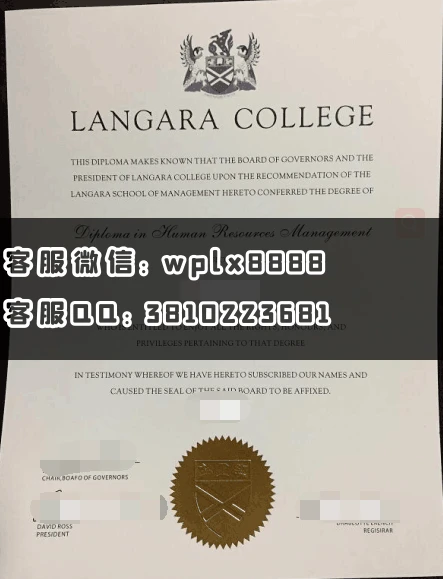 LANGARA COLLEGE
THIS DIPLOMA MAKES KNOWN THAT THE BOARD OF GOVERNORS AND THE
PRESIDENT OF LANGARA COLLEGE UPON THE RECOMMENDATION OF THE
LANGARA SCHOOL OF MANAGEMENT HERETO CONFERRED THE DEGREE OF
Diploma in Human Resources Management
客服微信: wplx8888
客服QQ: 3810223681
PRIVILEGES PERTAINING TO THAT DEGREE
IN TESTIMONY WHEREOF WE HAVE HERETO SUBSCRIBED OUR NAMES AND
CAUSED THE SEAL OF THE SAID BOARD TO BE AFFIXED.
CHAIR, BOARD OF GOVERNORS
DAVID ROSS
PRESIDENT
REGISIRAR